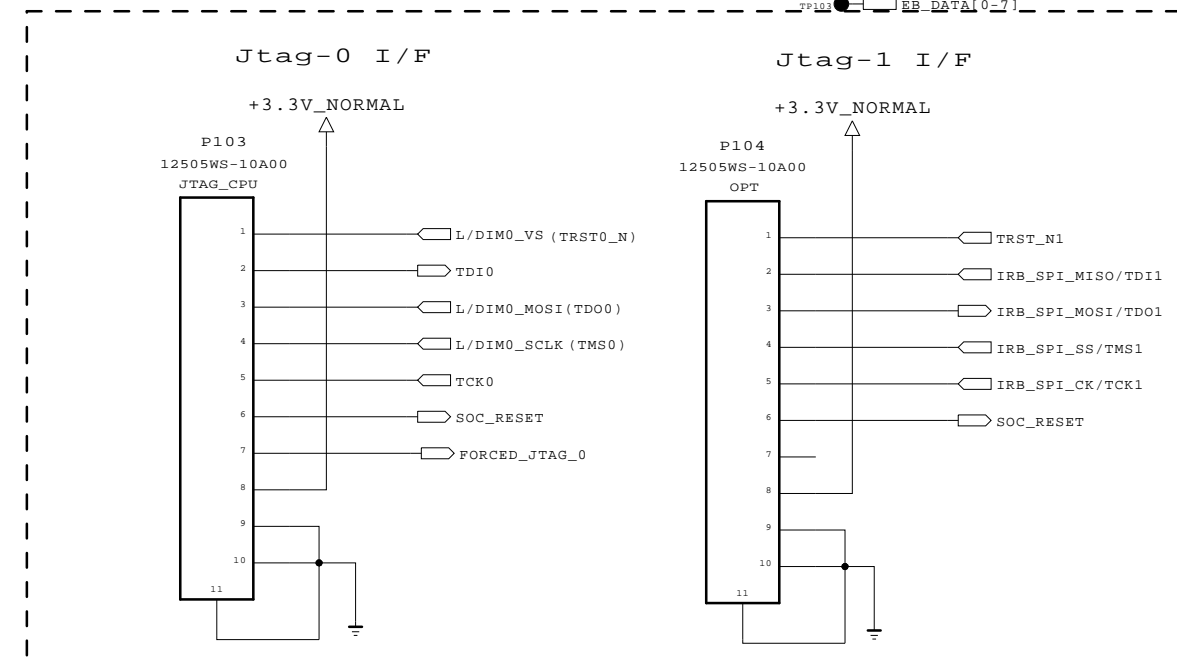 TP103 EB_DATA[0-7]
Jtag-0 I/F
+3.3V_NORMAL
P103
12505WS-10A00
JTAG_CPU
1 L/DIM0_VS (TRST0_N)
2 TDI0
3 L/DIM0_MOSI(TDO0)
4 L/DIM0_SCLK (TMS0)
5 TCK0
6 SOC_RESET
7 FORCED_JTAG_0
8
9
10
11
Jtag-1 I/F
+3.3V_NORMAL
P104
12505WS-10A00
OPT
1 TRST_N1
2 IRB_SPI_MISO/TDI1
3 IRB_SPI_MOSI/TDO1
4 IRB_SPI_SS/TMS1
5 IRB_SPI_CK/TCK1
6 SOC_RESET
7
8
9
10
11